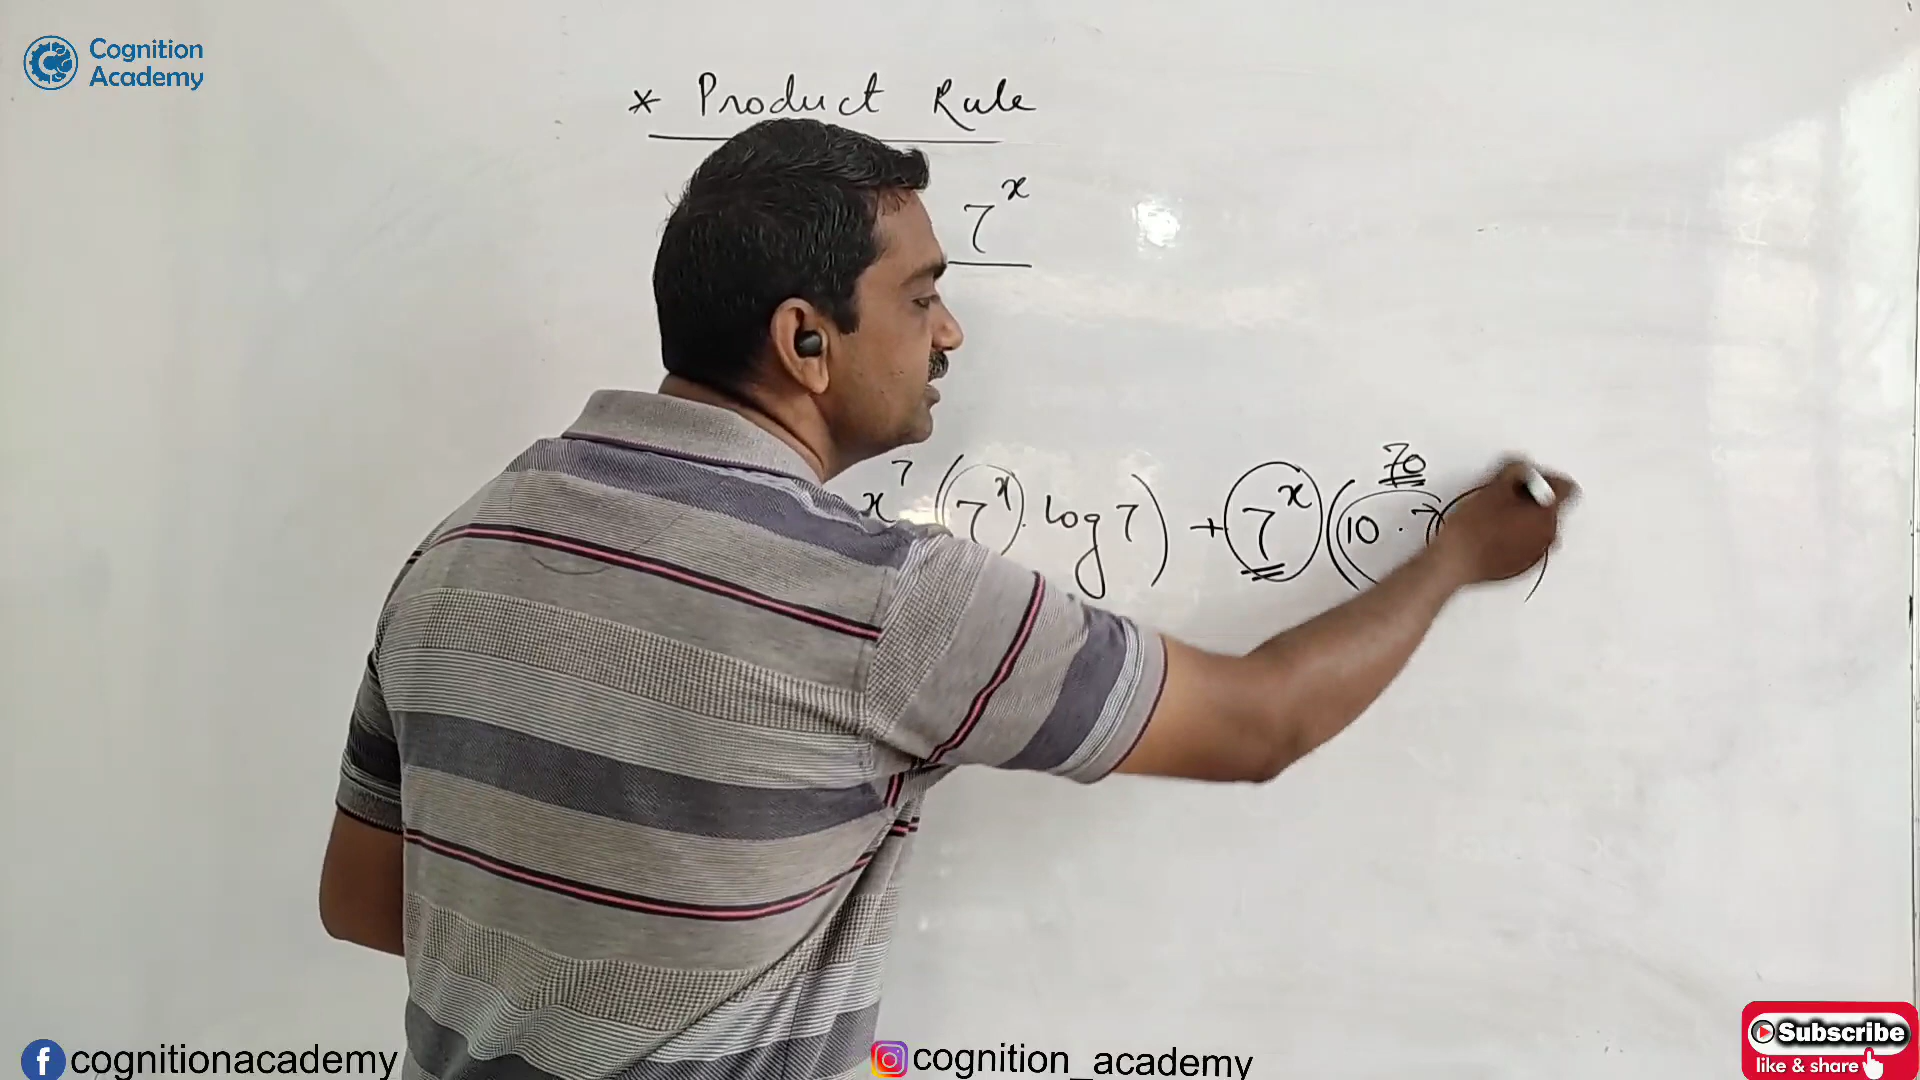 Cognition
Academy
* Product Rule
7^x
x^7 (7^x · log 7) + 7^x (10 · 7
70
cognitionacademy
cognition_academy
Subscribe
like & share